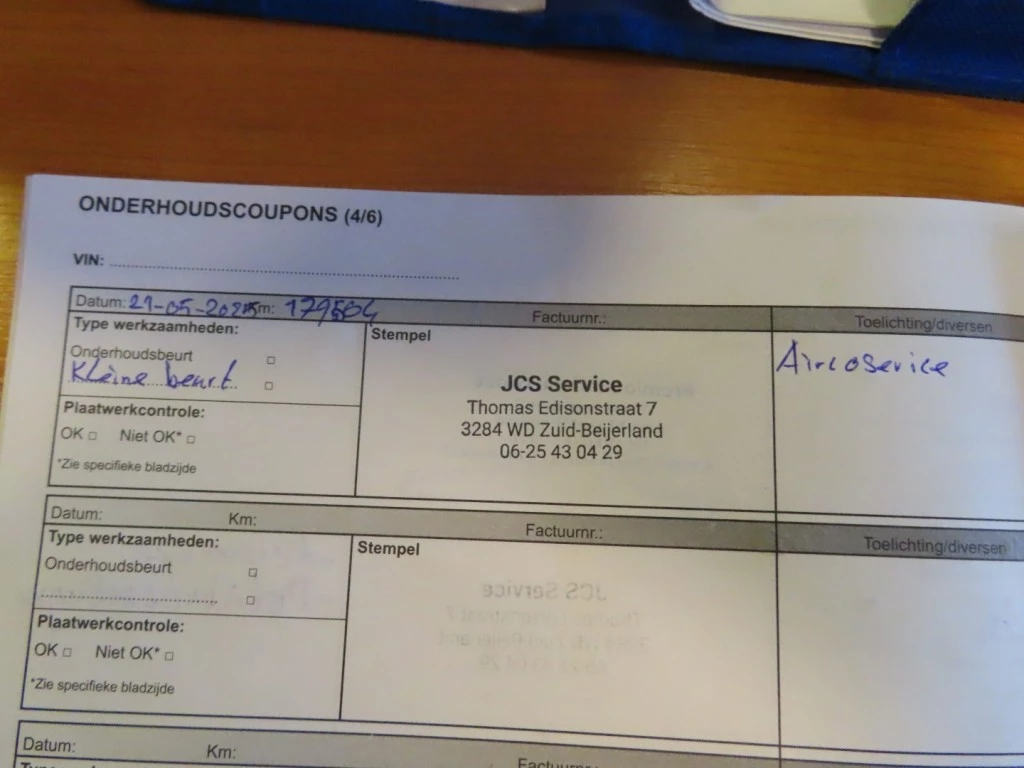 ONDERHOUDSCOUPONS (4/6)
VIN:
Datum: 21-05-2025 Km: 179504 Factuurnr.: Toelichting/diversen
Type werkzaamheden:
Stempel
Onderhoudsbeurt
Kleine beurt.
Aircoservice
JCS Service
Thomas Edisonstraat 7
3284 WD Zuid-Beijerland
06-25 43 04 29
Plaatwerkcontrole:
OK □ Niet OK* □
*Zie specifieke bladzijde
Datum: Km: Factuurnr.: Toelichting/diversen
Type werkzaamheden:
Stempel
Onderhoudsbeurt
Plaatwerkcontrole:
OK □ Niet OK* □
*Zie specifieke bladzijde
Datum: Km: Factuurnr.: